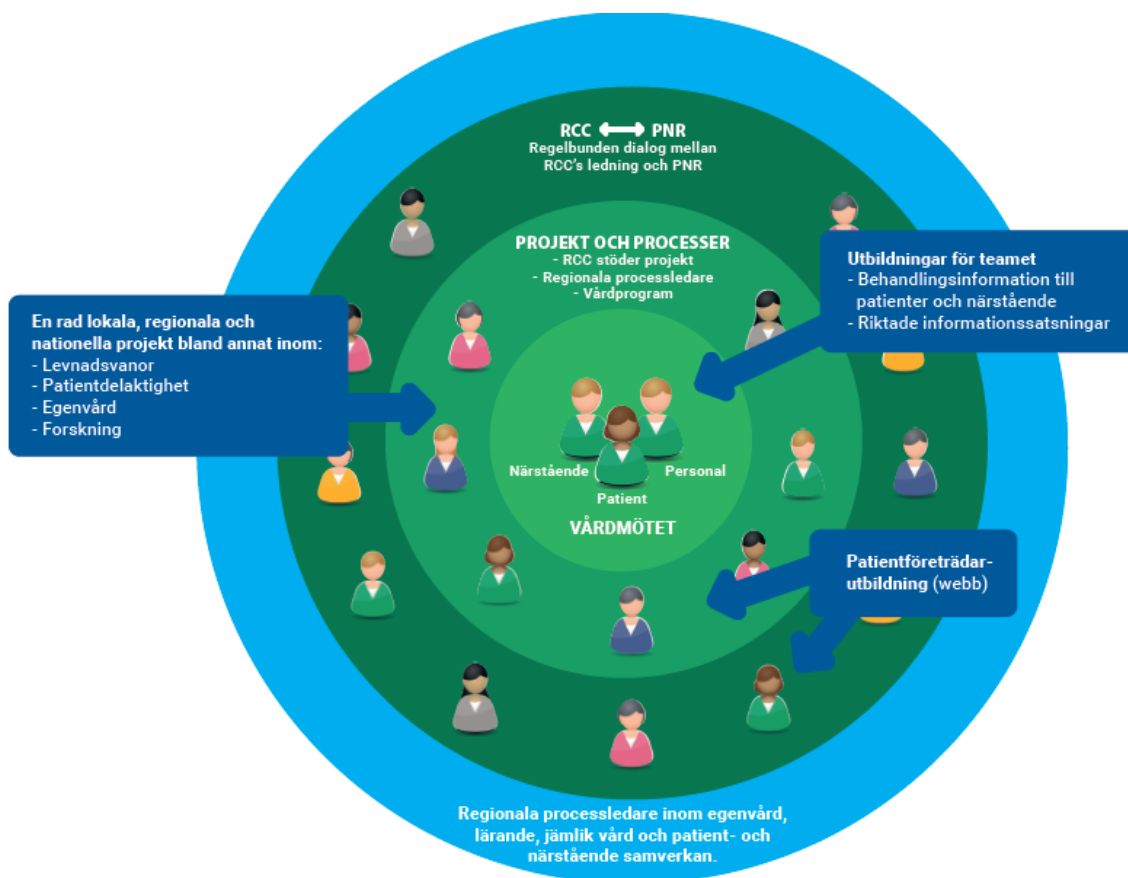 RCC PNR
Regelbunden dialog mellan
RCC's ledning och PNR
PROJEKT OCH PROCESSER
- RCC stöder projekt
- Regionala processledare
- Vårdprogram
Utbildningar för teamet
- Behandlingsinformation till
patienter och närstående
- Riktade informationssatsningar
En rad lokala, regionala och
nationella projekt bland annat inom:
- Levnadsvanor
- Patientdelaktighet
- Egenvård
- Forskning
Närstående
Personal
Patient
VÅRDMÖTET
Patientföreträdar-
utbildning (webb)
Regionala processledare inom egenvård,
lärande, jämlik vård och patient- och
närstående samverkan.